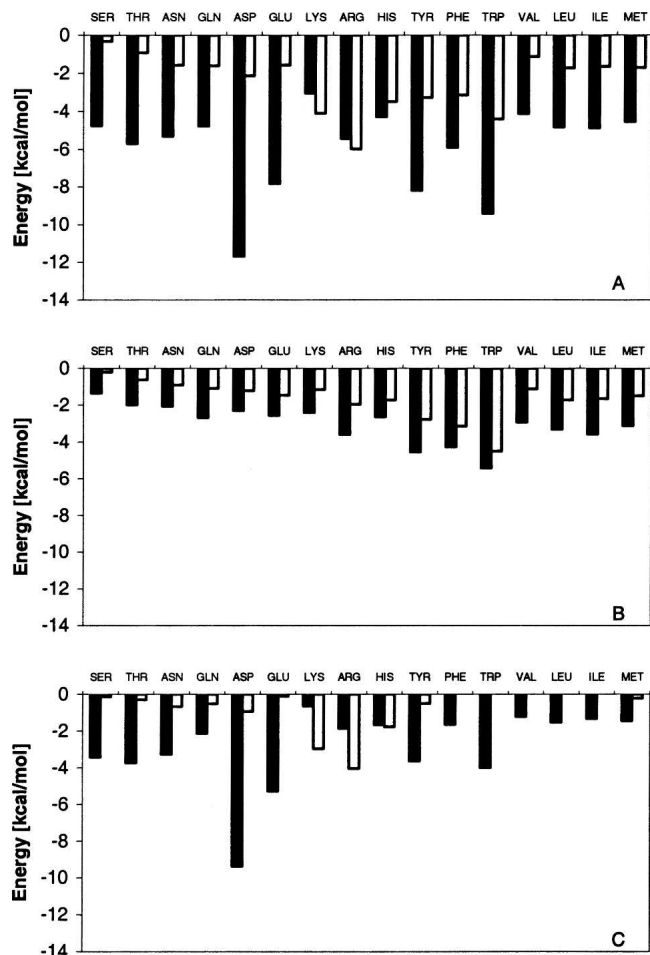 SER THR ASN GLN ASP GLU LYS ARG HIS TYR PHE TRP VAL LEU ILE MET
0
-2
-4
-6
-8
-10
-12
-14
Energy [kcal/mol]
A
SER THR ASN GLN ASP GLU LYS ARG HIS TYR PHE TRP VAL LEU ILE MET
0
-2
-4
-6
-8
-10
-12
-14
Energy [kcal/mol]
B
SER THR ASN GLN ASP GLU LYS ARG HIS TYR PHE TRP VAL LEU ILE MET
0
-2
-4
-6
-8
-10
-12
-14
Energy [kcal/mol]
C